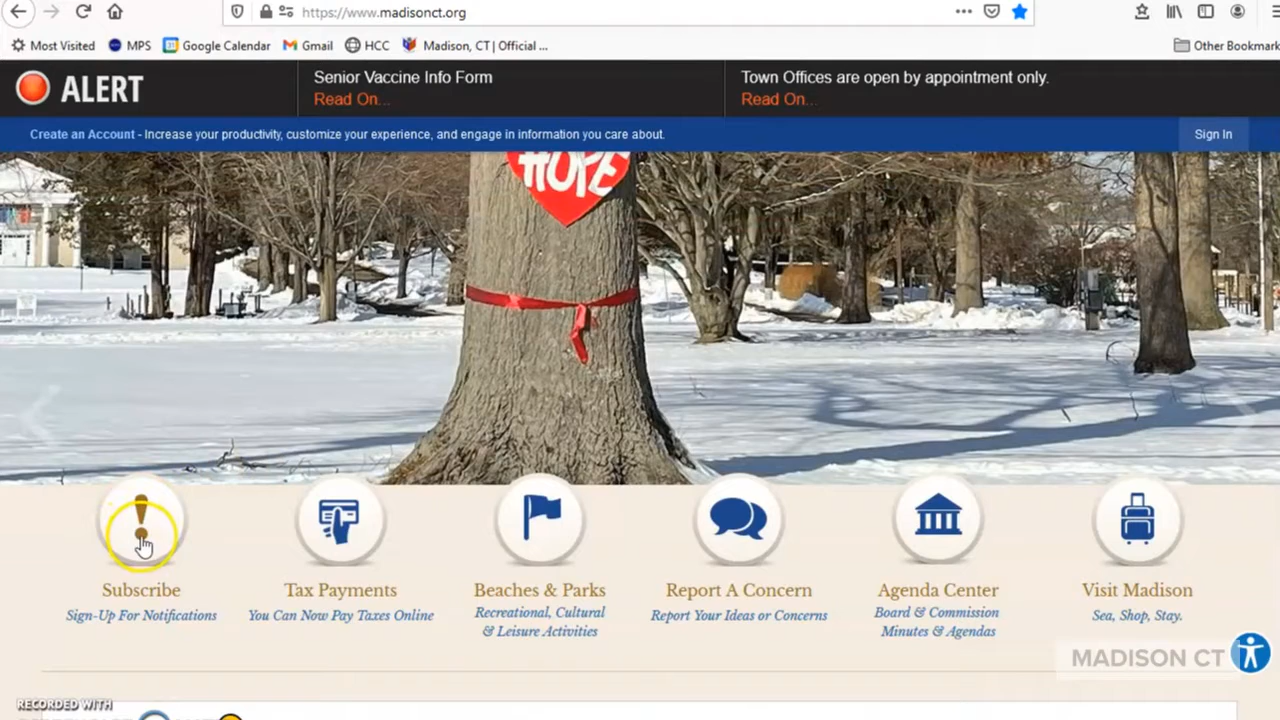 https://www.madisonct.org
Most Visited MPS Google Calendar Gmail HCC Madison, CT | Official ... Other Bookmark
ALERT
Senior Vaccine Info Form
Read On...
Town Offices are open by appointment only.
Read On...
Create an Account - Increase your productivity, customize your experience, and engage in information you care about.
Sign In
HOPE
Subscribe
Sign-Up For Notifications
Tax Payments
You Can Now Pay Taxes Online
Beaches & Parks
Recreational, Cultural
& Leisure Activities
Report A Concern
Report Your Ideas or Concerns
Agenda Center
Board & Commission
Minutes & Agendas
Visit Madison
Sea, Shop, Stay.
MADISON CT
RECORDED WITH